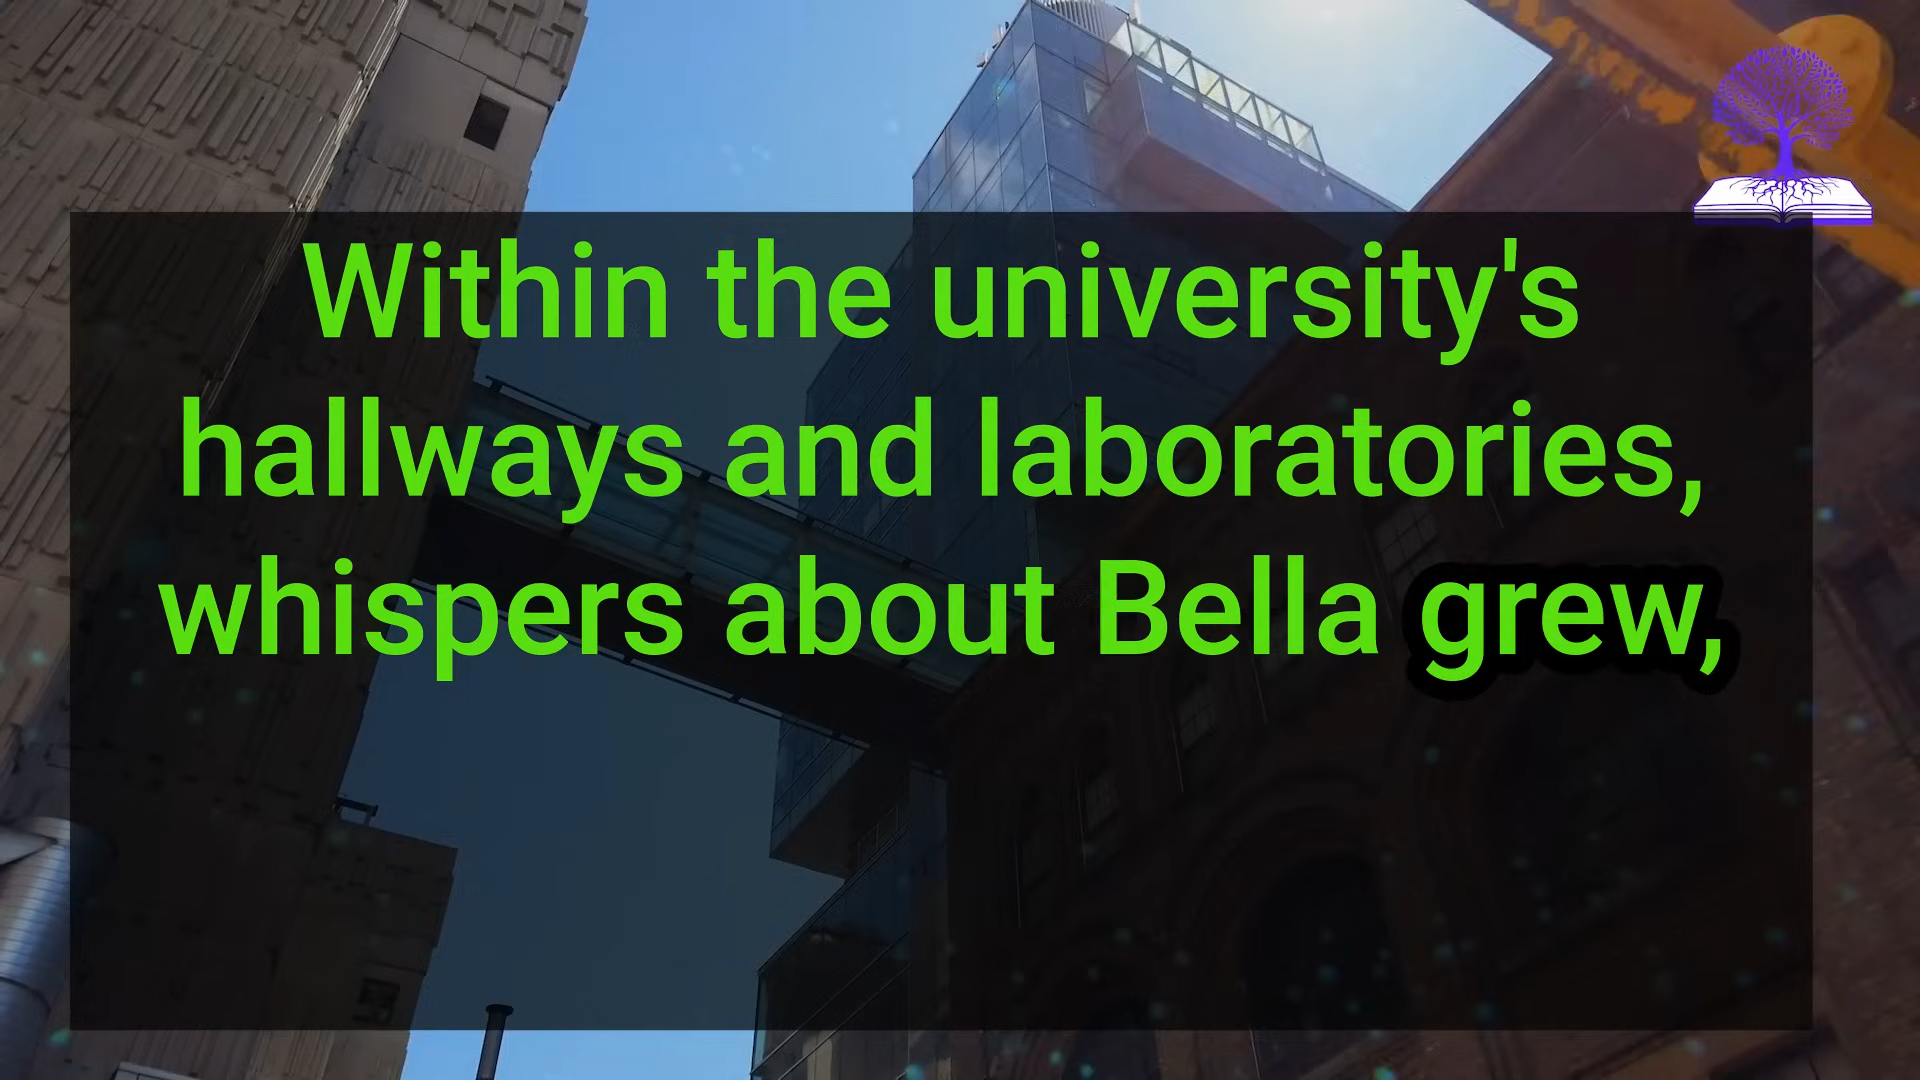 Within the university's
hallways and laboratories,
whispers about Bella grew,